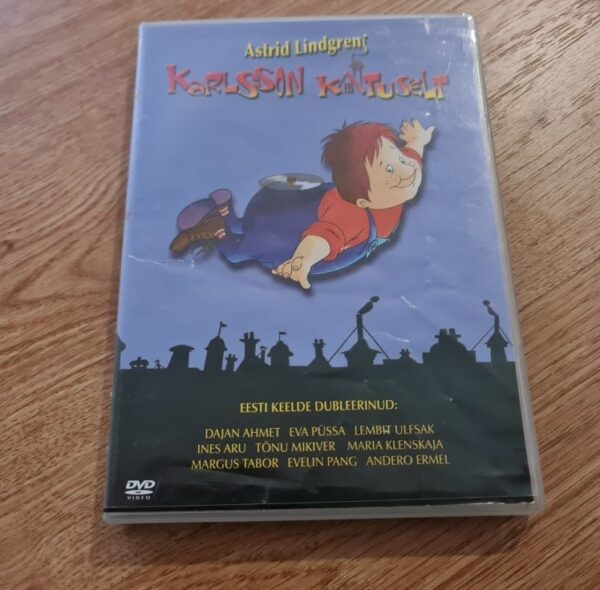 Astrid Lindgreni
KARLSSON KATUSELT
EESTI KEELDE DUBLEERINUD:
DAJAN AHMET EVA PÜSSA LEMBIT ULFSAK
INES ARU TÕNU MIKIVER MARIA KLENSKAJA
MARGUS TABOR EVELIN PANG ANDERO ERMEL
DVD
VIDEO